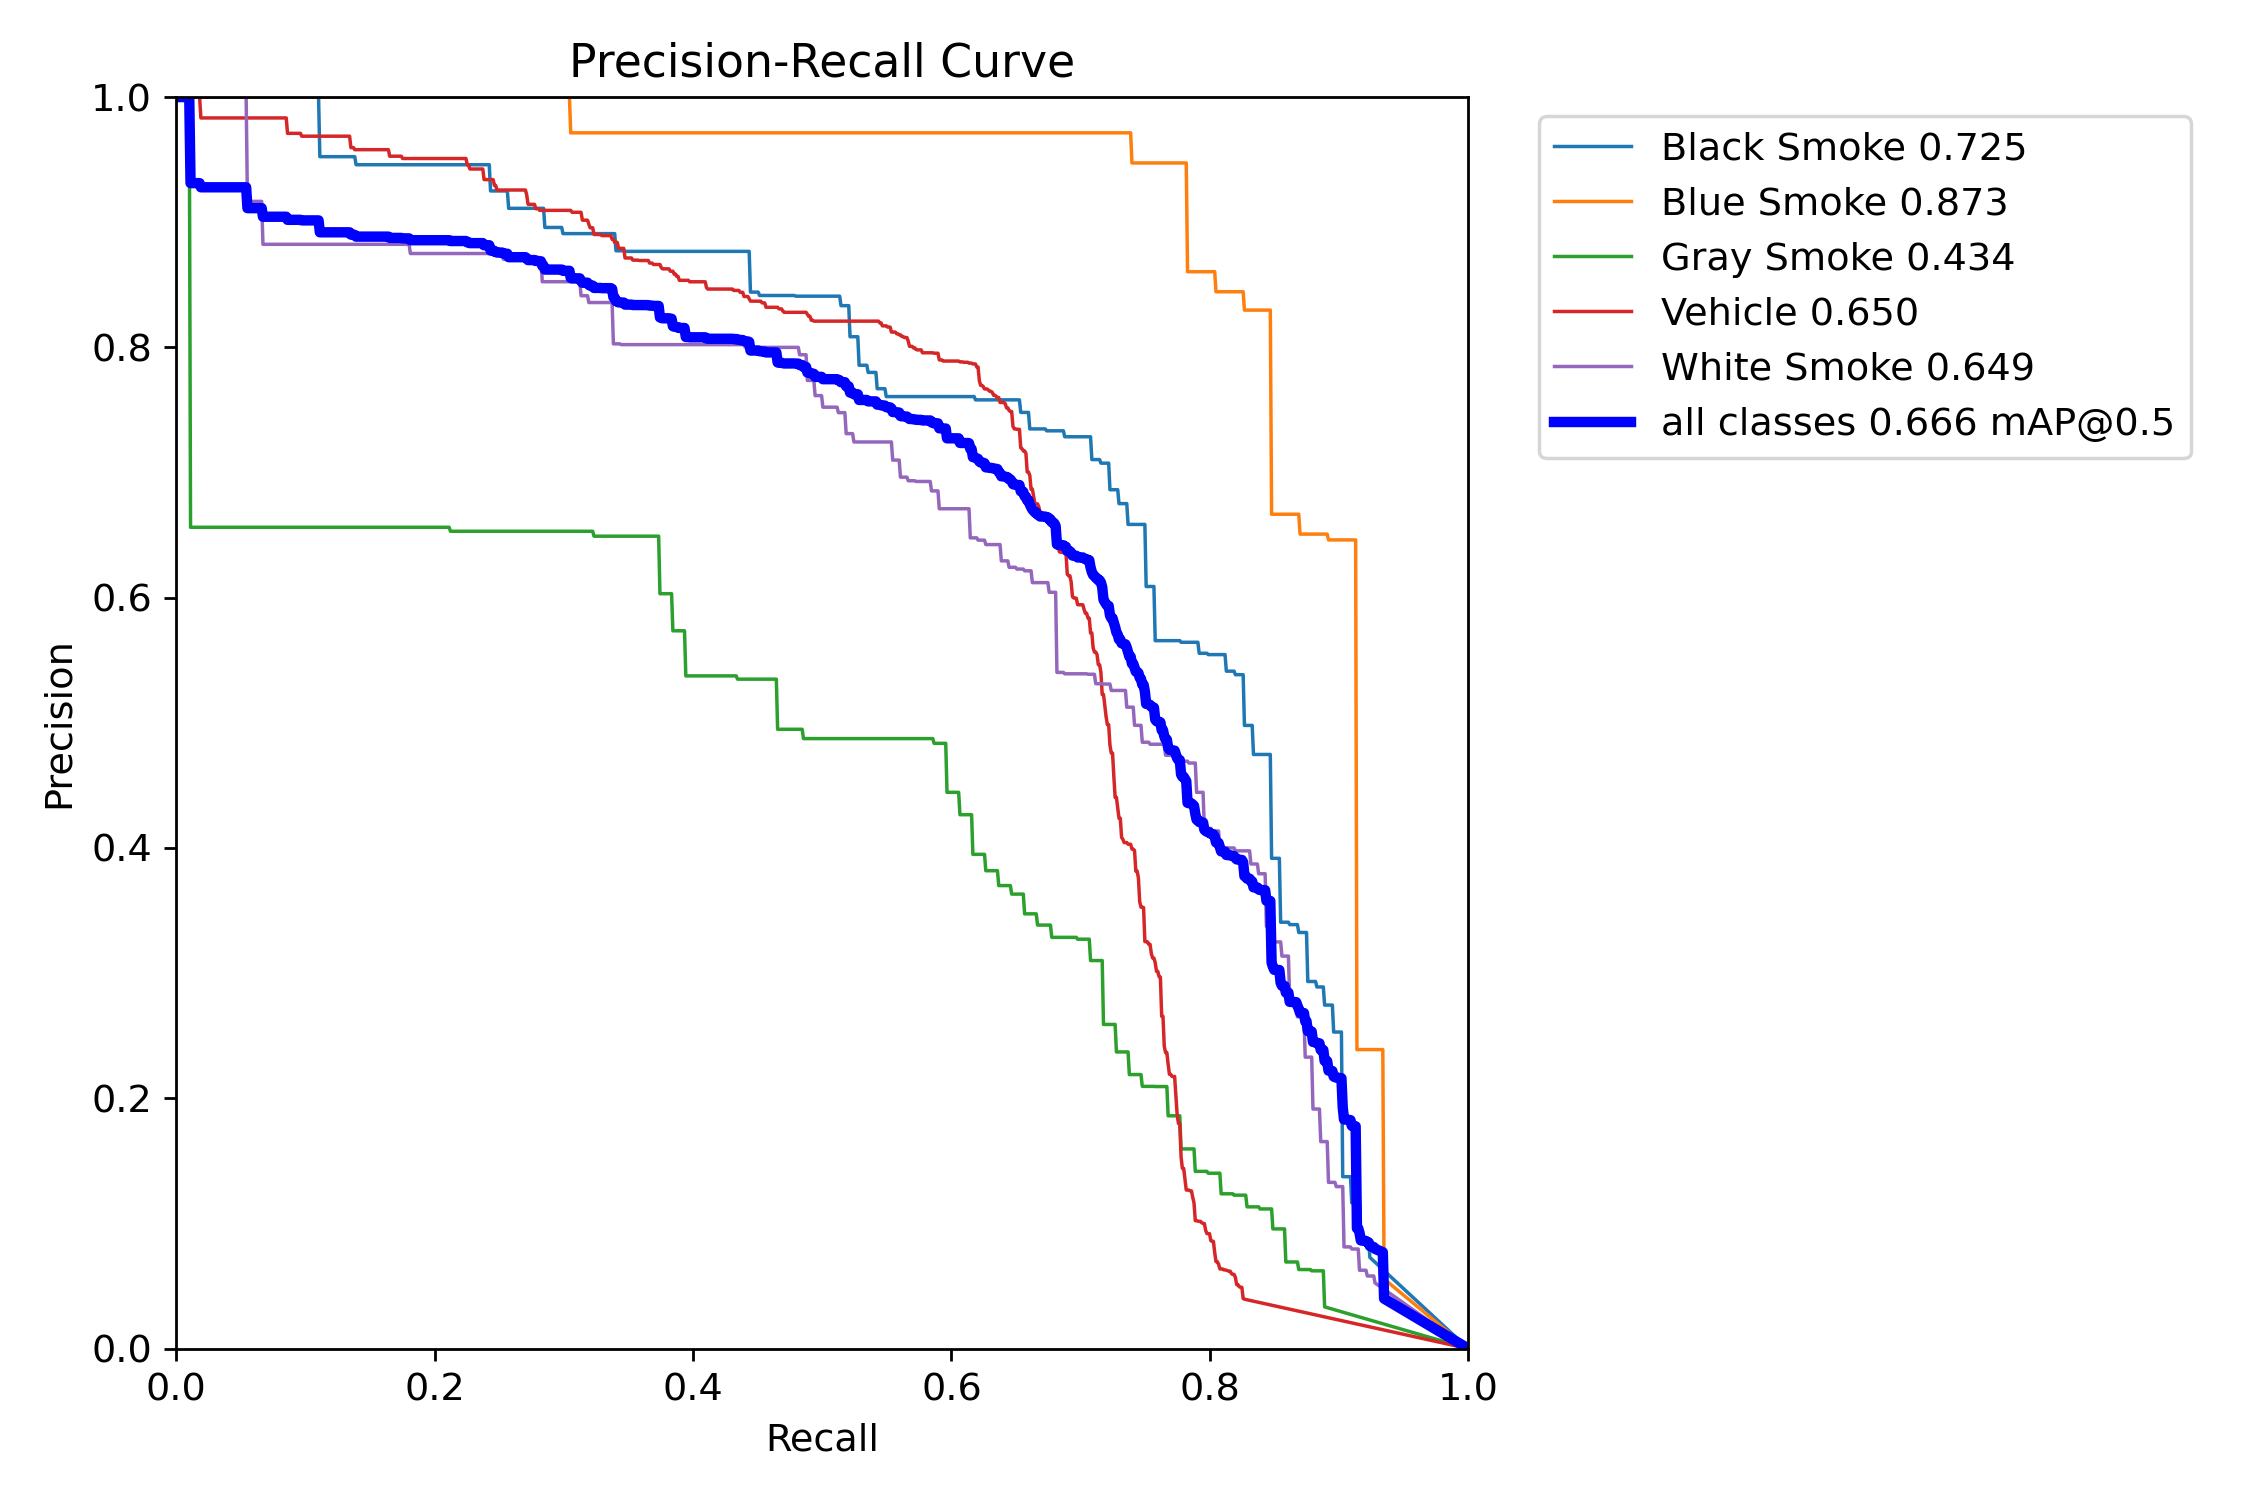 Precision-Recall Curve
1.0
0.8
0.6
0.4
0.2
0.0
Precision
0.0 0.2 0.4 0.6 0.8 1.0
Recall
Black Smoke 0.725
Blue Smoke 0.873
Gray Smoke 0.434
Vehicle 0.650
White Smoke 0.649
all classes 0.666 mAP@0.5